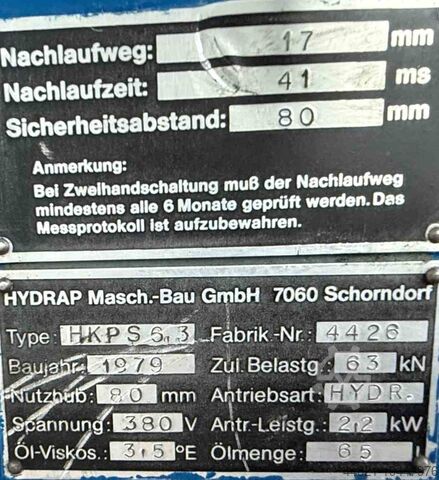 Nachlaufweg: 17 mm
Nachlaufzeit: 41 ms
Sicherheitsabstand: 80 mm
Anmerkung:
Bei Zweihandschaltung muß der Nachlaufweg
mindestens alle 6 Monate geprüft werden. Das
Messprotokoll ist aufzubewahren.
HYDRAP Masch.-Bau GmbH 7060 Schorndorf
Type: HKPS 6,3 Fabrik-Nr.: 4426
Baujahr: 1979 Zul. Belastg.: 63 kN
Nutzhub: 80 mm Antriebsart: HYDR.
Spannung: 380 V Antr.-Leistg.: 2,2 kW
Öl-Viskos.: 3,5 °E Ölmenge: 65 l